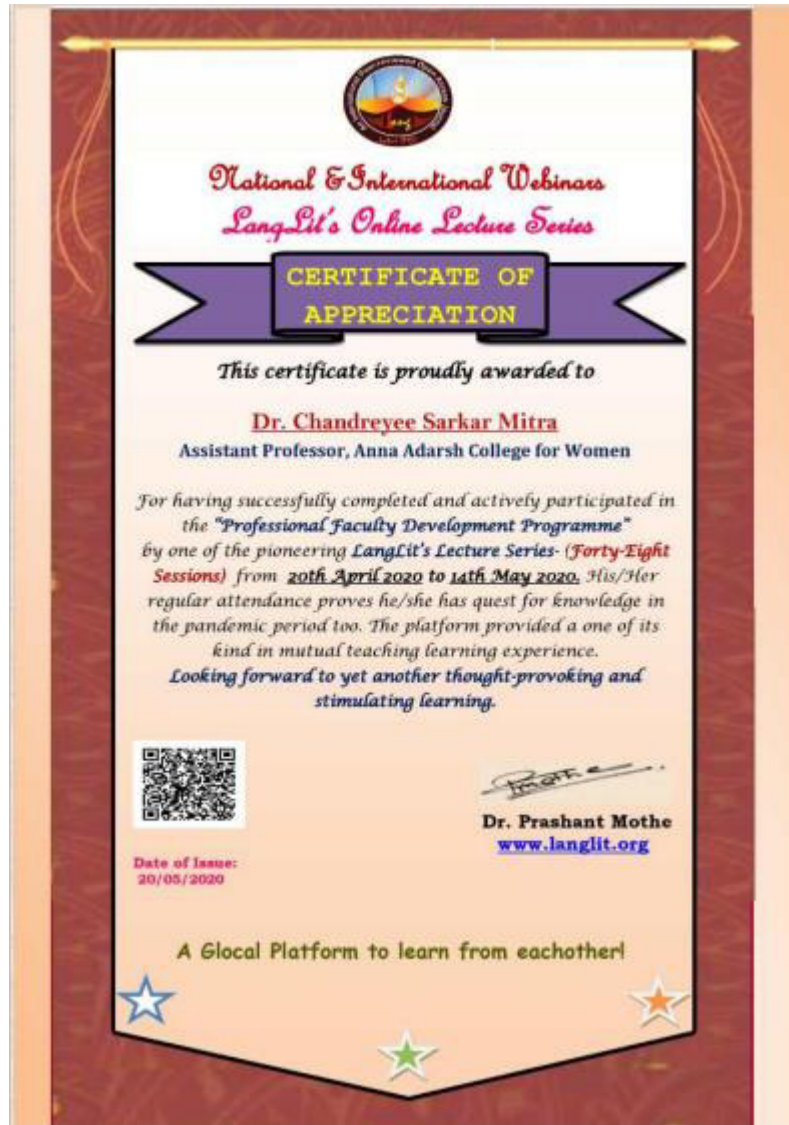 National & International Webinars
LangLit's Online Lecture Series
CERTIFICATE OF
APPRECIATION
This certificate is proudly awarded to
Dr. Chandreyee Sarkar Mitra
Assistant Professor, Anna Adarsh College for Women
For having successfully completed and actively participated in
the "Professional Faculty Development Programme"
by one of the pioneering LangLit's Lecture Series- (Forty-Eight
Sessions) from 20th April 2020 to 14th May 2020. His/Her
regular attendance proves he/she has quest for knowledge in
the pandemic period too. The platform provided a one of its
kind in mutual teaching learning experience.
Looking forward to yet another thought-provoking and
stimulating learning.
Dr. Prashant Mothe
www.langlit.org
Date of Issue:
20/05/2020
A Glocal Platform to learn from eachother!